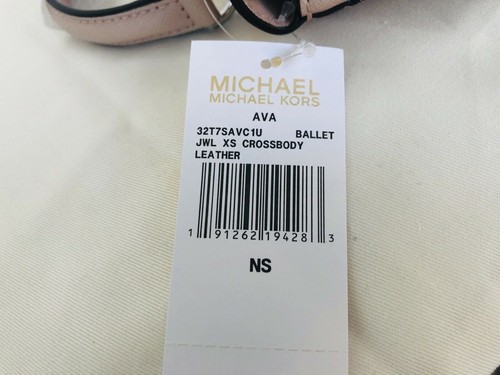 MICHAEL
MICHAEL KORS
AVA
32T7SAVC1U BALLET
JWL XS CROSSBODY
LEATHER
1 91262 19428 3
NS